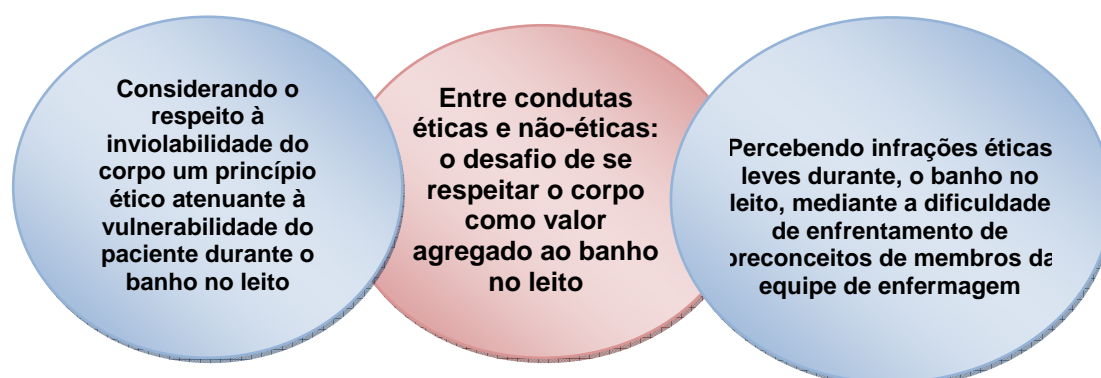 Considerando o
respeito à
inviolabilidade do
corpo um princípio
ético atenuante à
vulnerabilidade do
paciente durante o
banho no leito
Entre condutas
éticas e não-éticas:
o desafio de se
respeitar o corpo
como valor
agregado ao banho
no leito
Percebendo infrações éticas
leves durante, o banho no
leito, mediante a dificuldade
de enfrentamento de
preconceitos de membros da
equipe de enfermagem